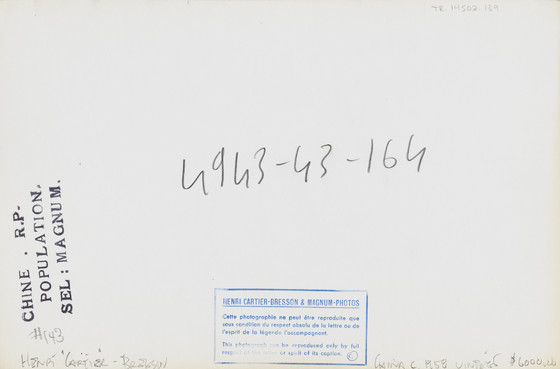 TR 14502-189
4943-43-164
CHINE . R.P-
POPULATION.
SEL: MAGNUM.
#143
HENRI CARTIER-BRESSON & MAGNUM-PHOTOS
Cette photographie ne peut être reproduite que
sous condition du respect absolu de la lettre ou de
l'esprit de la légende l'accompagnant.
This photograph can be reproduced only by full
respect of the letter or spirit of its caption.
©
HENRI CARTIER-BRESSON
CHINA C 1958 VINTAGE $6000.00